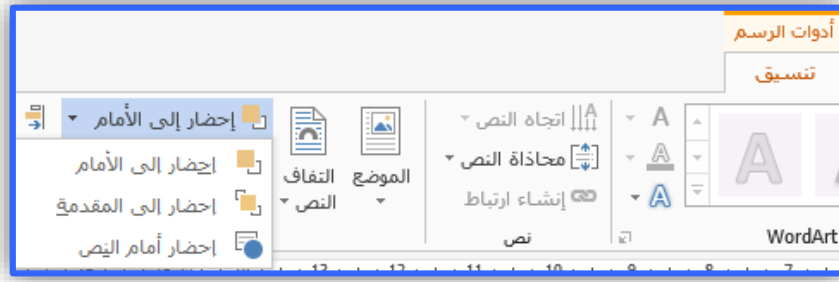 أدوات الرسم
تنسيق
اتجاه النص
محاذاة النص
إنشاء ارتباط
نص
WordArt
الموضع
التفاف
النص
إحضار إلى الأمام
إحضار إلى الأمام
إحضار إلى المقدمة
إحضار أمام النص